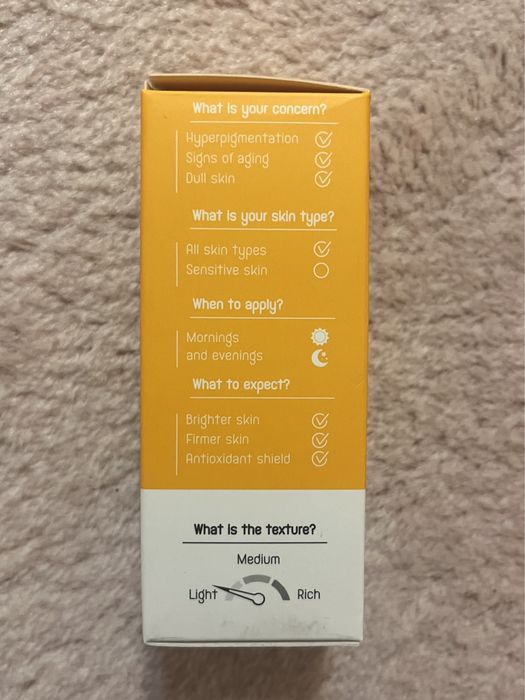 What is your concern?
Hyperpigmentation
Signs of aging
Dull skin
What is your skin type?
All skin types
Sensitive skin
When to apply?
Mornings
and evenings
What to expect?
Brighter skin
Firmer skin
Antioxidant shield
What is the texture?
Medium
Light Rich